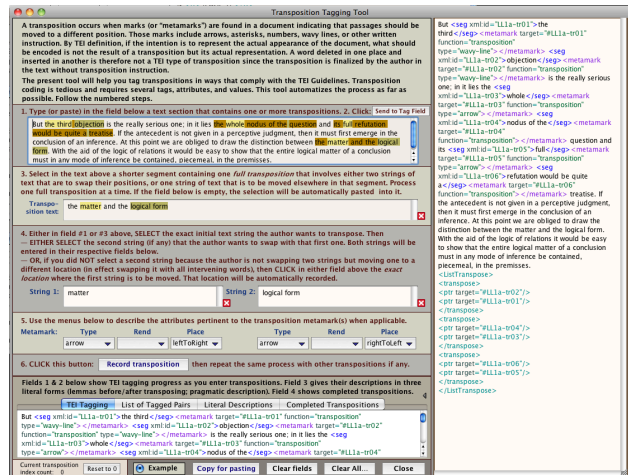 Transposition Tagging Tool
A transposition occurs when marks (or "metamarks") are found in a document indicating that passages should be
moved to a different position. Those marks include arrows, asterisks, numbers, wavy lines, or other written
instruction. By TEI definition, if the intention is to represent the actual appearance of the document, what should
be encoded is not the result of a transposition but its actual representation. A word deleted in one place and
inserted in another is therefore not a TEI type of transposition since the transposition is finalized by the author in
the text without transposition instruction.
The present tool will help you tag transpositions in ways that comply with the TEI Guidelines. Transposition
coding is tedious and requires several tags, attributes, and values. This tool automatizes the process as far as
possible. Follow the numbered steps.
1. Type (or paste) in the field below a text section that contains one or more transpositions. 2. Click: Send to Tag Field
But the third objection is the really serious one; in it lies the whole nodus of the question and its full refutation
would be quite a treatise. If the antecedent is not given in a perceptive judgment, then it must first emerge in the
conclusion of an inference. At this point we are obliged to draw the distinction between the matter and the logical
form. With the aid of the logic of relations it would be easy to show that the entire logical matter of a conclusion
must in any mode of inference be contained, piecemeal, in the premisses.
3. Select in the text above a shorter segment containing one full transposition that involves either two strings of
text that are to swap their positions, or one string of text that is to be moved elsewhere in that segment. Process
one full transposition at a time. If the field below is empty, the selection will be automatically pasted into it.
Transpo-
sition text:
the matter and the logical form
4. Either in field #1 or #3 above, SELECT the exact initial text string the author wants to transpose. Then
— EITHER SELECT the second string (if any) that the author wants to swap with that first one. Both strings will be
entered in their respective fields below.
— OR, if you did NOT select a second string because the author is not swapping two strings but moving one to a
different location (in effect swapping it with all intervening words), then CLICK in either field above the exact
location where the first string is to be moved. That location will be automatically recorded.
String 1: matter String 2: logical form
5. Use the menus below to describe the attributes pertinent to the transposition metamark(s) when applicable.
Metamark: Type Rend Place Type Rend Place
arrow leftToRight arrow rightToLeft
6. CLICK this button: Record transposition then repeat the same process with other transpositions if any.
Fields 1 & 2 below show TEI tagging progress as you enter transpositions. Field 3 gives their descriptions in three
literal forms (lemmas before/after transposing; pragmatic description). Field 4 shows completed transpositions.
TEI Tagging List of Tagged Pairs Literal Descriptions Completed Transpositions
But <seg xml:id="LL1a-tr01">the third</seg><metamark target="#LL1a-tr01" function="transposition"
type="wavy-line"></metamark> <seg xml:id="LL1a-tr02">objection</seg><metamark target="#LL1a-tr02"
function="transposition" type="wavy-line"></metamark> is the really serious one; in it lies the <seg
xml:id="LL1a-tr03">whole</seg><metamark target="#LL1a-tr03" function="transposition"
type="arrow"></metamark> <seg xml:id="LL1a-tr04">nodus of the</seg><metamark target="#LL1a-tr04"
Current transposition
index count: 0
Reset to 0 Example Copy for pasting Clear fields Clear All... Close
But <seg xml:id="LL1a-tr01">the
third</seg><metamark target="#LL1a-tr01"
function="transposition"
type="wavy-line"></metamark> <seg
xml:id="LL1a-tr02">objection</seg>
<metamark target="#LL1a-tr02"
function="transposition"
type="wavy-line"></metamark> is the really serious
one; in it lies the <seg
xml:id="LL1a-tr03">whole</seg><metamark
target="#LL1a-tr03" function="transposition"
type="arrow"></metamark> <seg
xml:id="LL1a-tr04">nodus of the</seg><metamark
target="#LL1a-tr04"
function="transposition"
type="arrow"></metamark> question and
its <seg xml:id="LL1a-tr05">full</seg><metamark
target="#LL1a-tr05" function="transposition"
type="arrow"></metamark> <seg
xml:id="LL1a-tr06">refutation would be quite
a</seg><metamark target="#LL1a-tr06"
function="transposition"
type="arrow"></metamark> treatise. If
the antecedent is not given in a perceptive judgment,
then it must first emerge in the conclusion of an
inference. At this point we are obliged to draw the
distinction between the matter and the logical form.
With the aid of the logic of relations it would be easy
to show that the entire logical matter of a conclusion
must in any mode of inference be contained,
piecemeal, in the premisses.
<ListTranspose>
<transpose>
<ptr target="#LL1a-tr02"/>
<ptr target="#LL1a-tr01"/>
</transpose>
<transpose>
<ptr target="#LL1a-tr04"/>
<ptr target="#LL1a-tr03"/>
</transpose>
<transpose>
<ptr target="#LL1a-tr06"/>
<ptr target="#LL1a-tr05"/>
</transpose>
</ListTranspose>